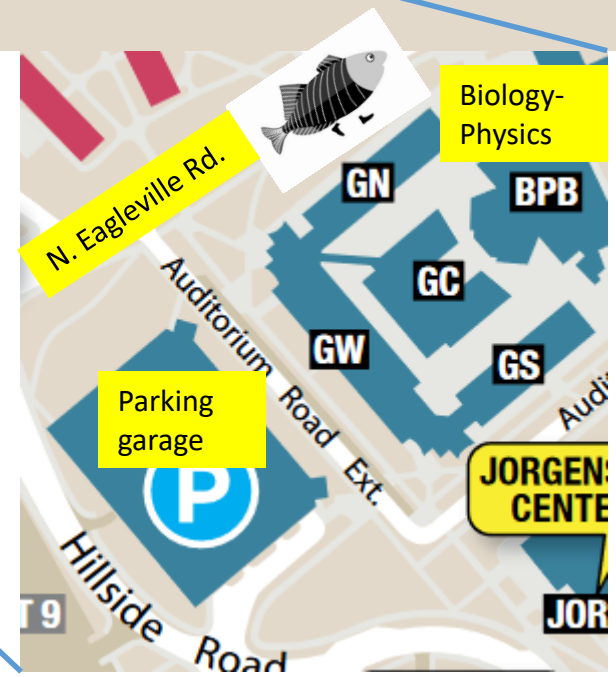 Biology-
Physics
N. Eagleville Rd.
GN
BPB
GC
Auditorium Road Ext.
GW
GS
Parking
garage
P
JORGENS
CENTE
Hillside Road
T 9
JOR
Audit